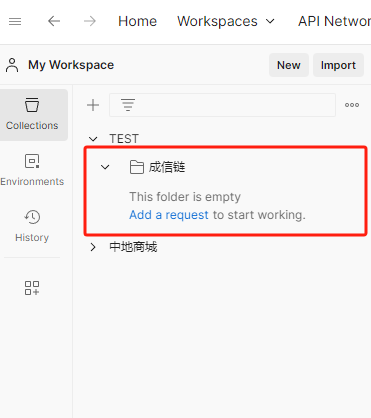 Home Workspaces API Networ
My Workspace New Import
Collections
TEST
成信链
Environments
This folder is empty
Add a request to start working.
History
中地商城